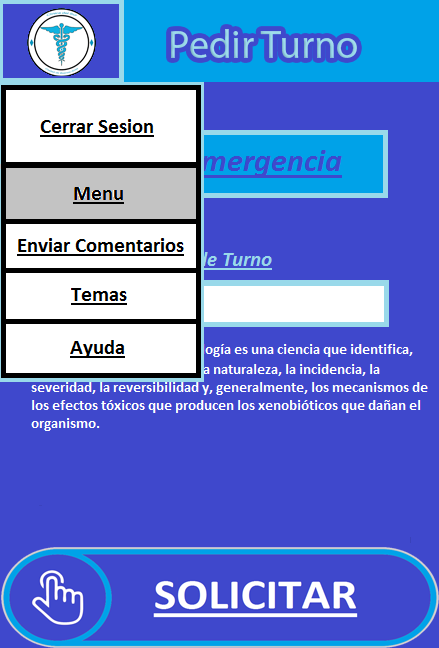 Pedir Turno
Cerrar Sesion
mergencia
Menu
Enviar Comentarios
de Turno
Temas
Ayuda
ogía es una ciencia que identifica,
a naturaleza, la incidencia, la
severidad, la reversibilidad y, generalmente, los mecanismos de
los efectos tóxicos que producen los xenobióticos que dañan el
organismo.
SOLICITAR